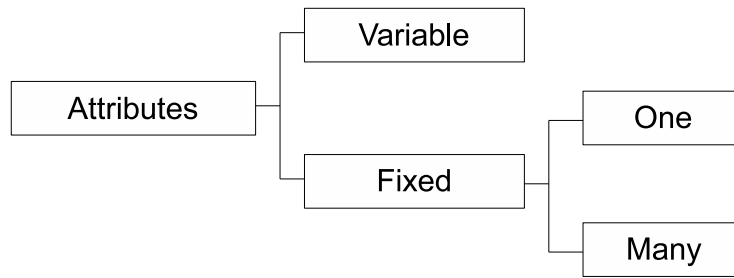 Variable
Attributes
One
Fixed
Many